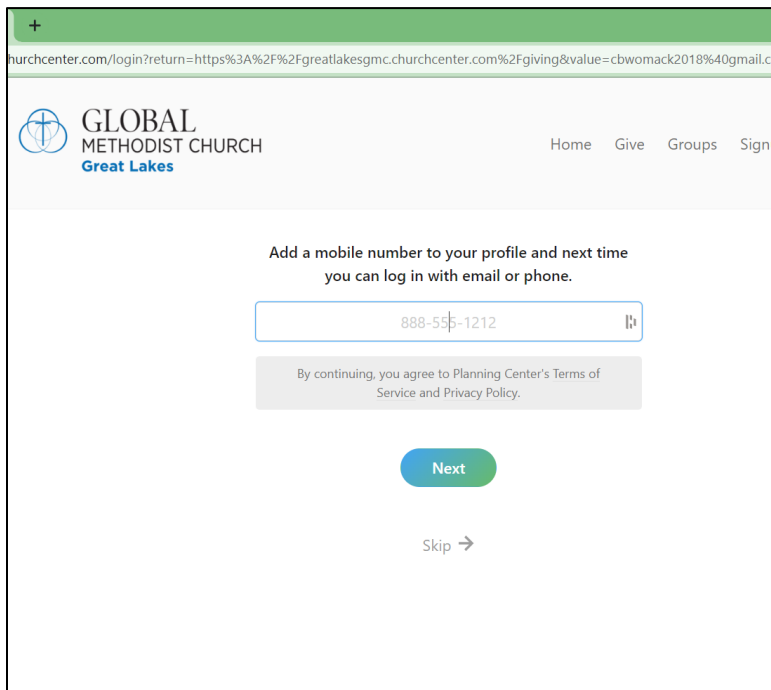 +
hurchcenter.com/login?return=https%3A%2F%2Fgreatlakesgmc.churchcenter.com%2Fgiving&value=cbwomack2018%40gmail.c
GLOBAL
METHODIST CHURCH
Great Lakes
Home Give Groups Sign
Add a mobile number to your profile and next time
you can log in with email or phone.
888-555-1212
By continuing, you agree to Planning Center's Terms of
Service and Privacy Policy.
Next
Skip →